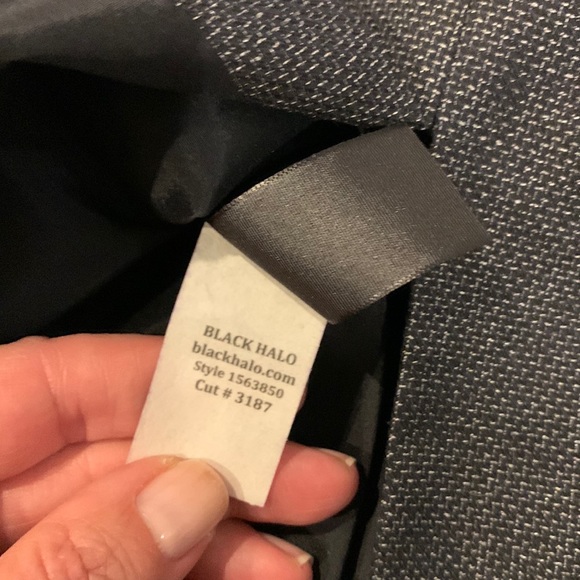 BLACK HALO
blackhalo.com
Style 1563850
Cut # 3187